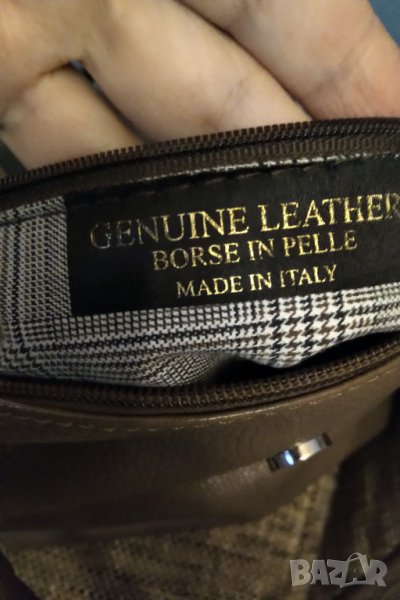 GENUINE LEATHER
BORSE IN PELLE
MADE IN ITALY
BAZAR